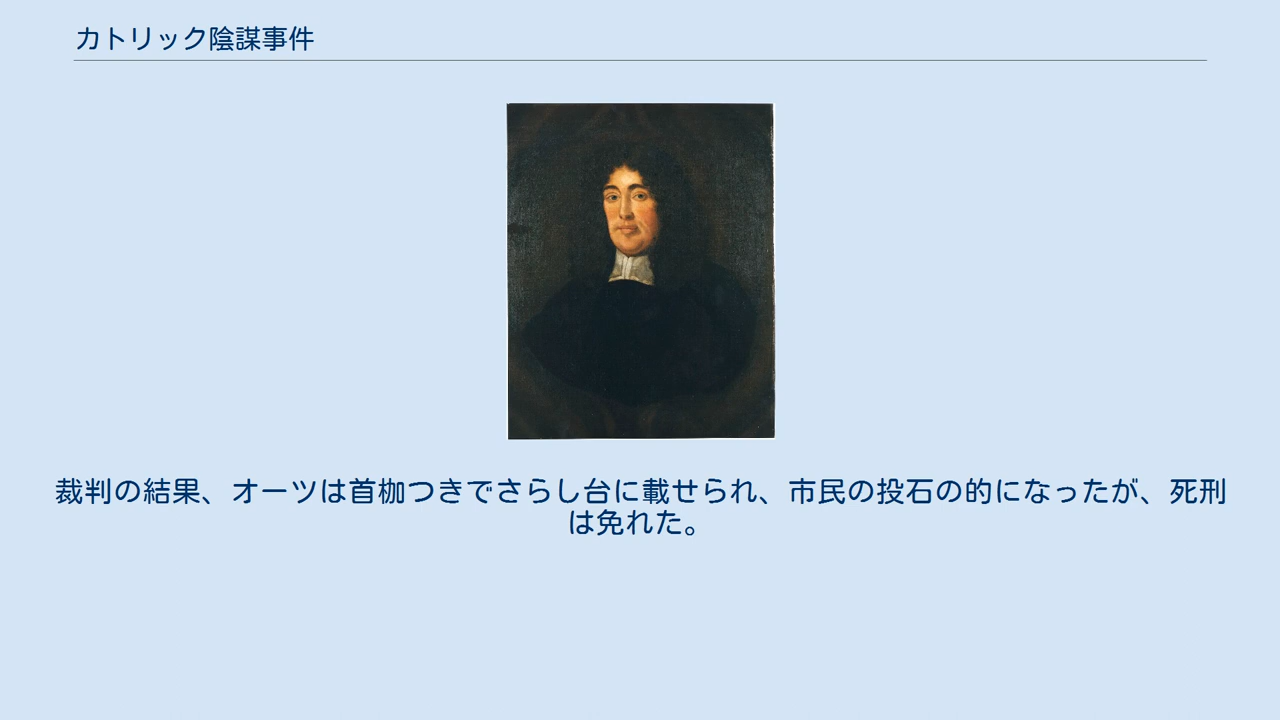 カトリック陰謀事件
裁判の結果、オーツは首枷つきでさらし台に載せられ、市民の投石の的になったが、死刑
は免れた。